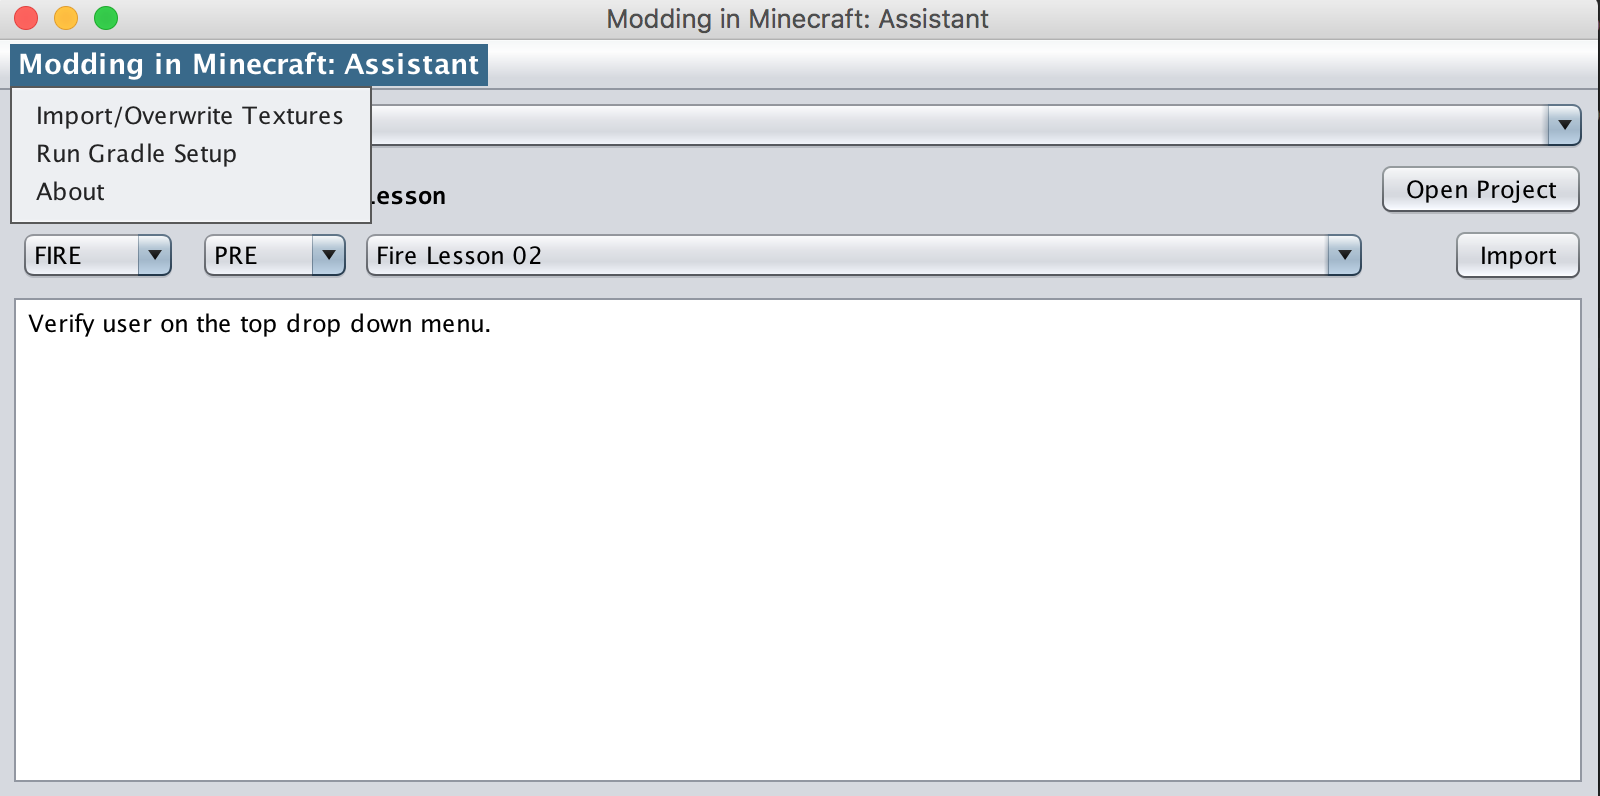 Modding in Minecraft: Assistant
Modding in Minecraft: Assistant
Import/Overwrite Textures
Run Gradle Setup
About
Lesson
Open Project
FIRE
PRE
Fire Lesson 02
Import
Verify user on the top drop down menu.